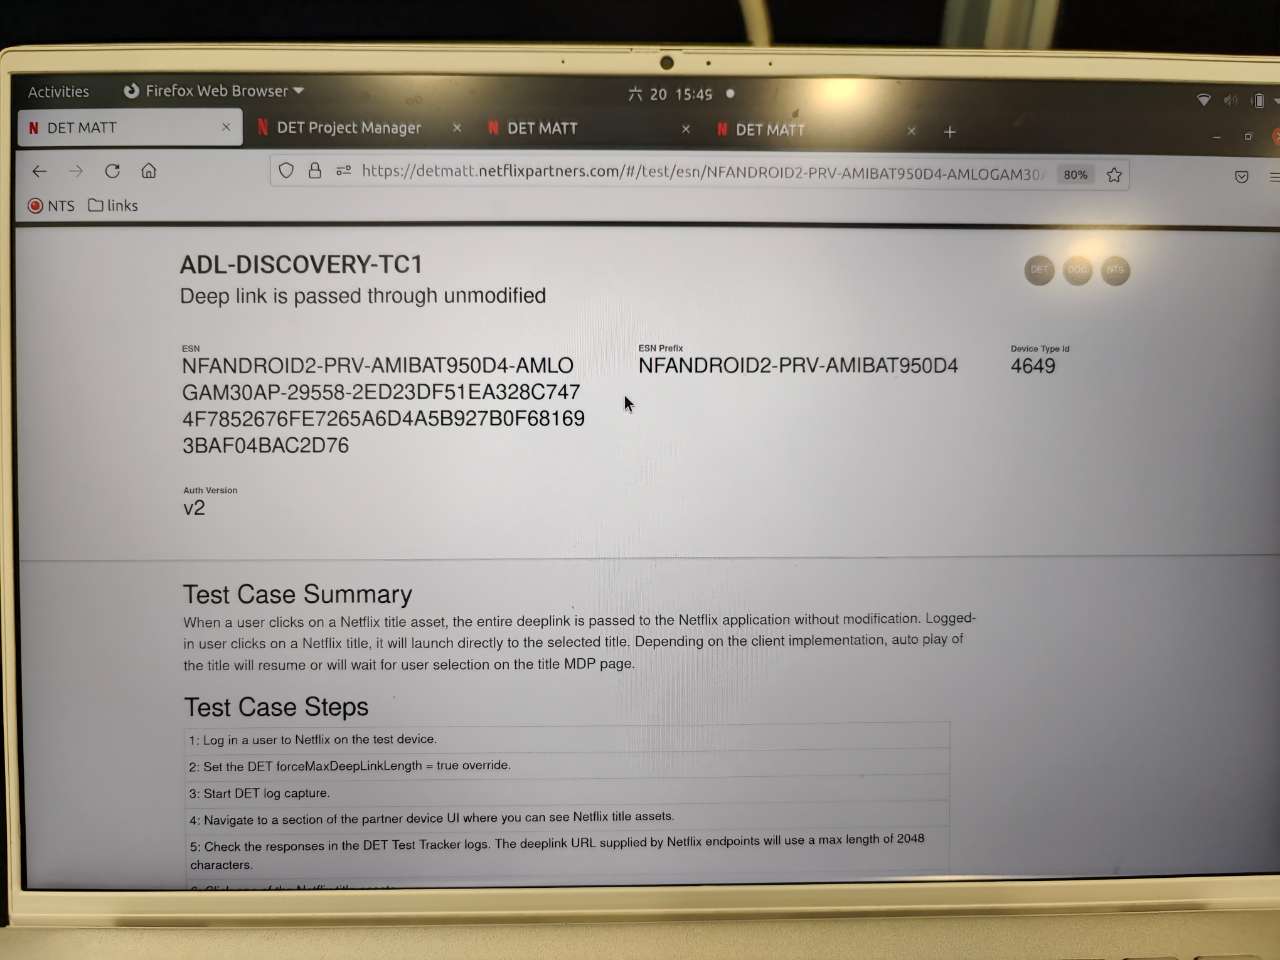 Activities Firefox Web Browser 六 20 15:45
DET MATT DET Project Manager DET MATT DET MATT
https://detmatt.netflixpartners.com/#/test/esn/NFANDROID2-PRV-AMIBAT950D4-AMLOGAM30 80%
NTS links
ADL-DISCOVERY-TC1
DET DOC NTS
Deep link is passed through unmodified
ESN ESN Prefix Device Type Id
NFANDROID2-PRV-AMIBAT950D4-AMLO NFANDROID2-PRV-AMIBAT950D4 4649
GAM30AP-29558-2ED23DF51EA328C747
4F7852676FE7265A6D4A5B927B0F68169
3BAF04BAC2D76
Auth Version
v2
Test Case Summary
When a user clicks on a Netflix title asset, the entire deeplink is passed to the Netflix application without modification. Logged-
in user clicks on a Netflix title, it will launch directly to the selected title. Depending on the client implementation, auto play of
the title will resume or will wait for user selection on the title MDP page.
Test Case Steps
1: Log in a user to Netflix on the test device.
2: Set the DET forceMaxDeepLinkLength = true override.
3: Start DET log capture.
4: Navigate to a section of the partner device UI where you can see Netflix title assets.
5: Check the responses in the DET Test Tracker logs. The deeplink URL supplied by Netflix endpoints will use a max length of 2048
characters.